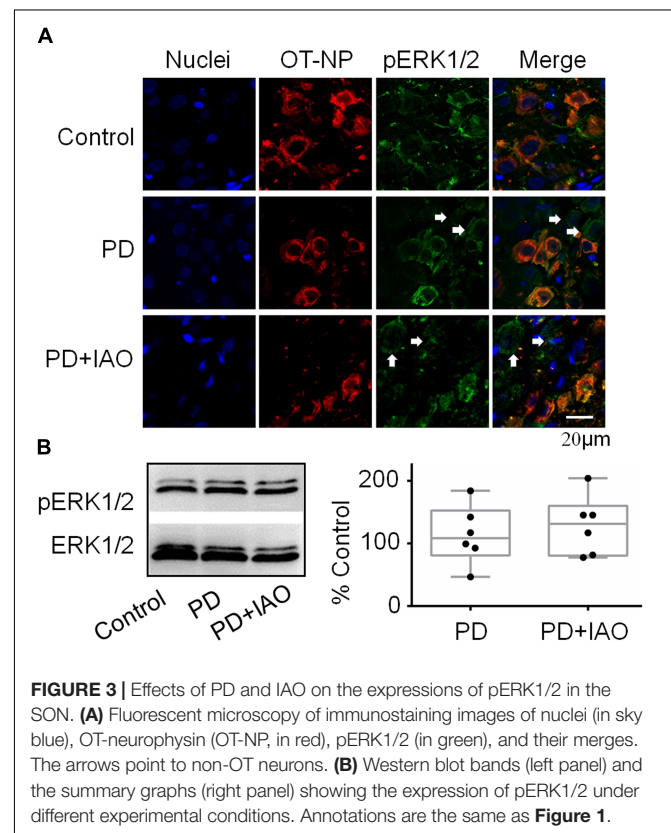 A
Nuclei OT-NP pERK1/2 Merge
Control
PD
PD+IAO
20μm
B
pERK1/2
ERK1/2
Control PD PD+IAO
% Control
200
100
0
PD PD+IAO
FIGURE 3 | Effects of PD and IAO on the expressions of pERK1/2 in the
SON. (A) Fluorescent microscopy of immunostaining images of nuclei (in sky
blue), OT-neurophysin (OT-NP, in red), pERK1/2 (in green), and their merges.
The arrows point to non-OT neurons. (B) Western blot bands (left panel) and
the summary graphs (right panel) showing the expression of pERK1/2 under
different experimental conditions. Annotations are the same as Figure 1.